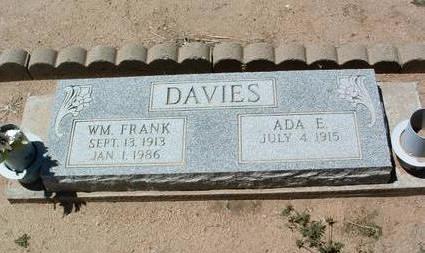 DAVIES
WM. FRANK
SEPT. 13, 1913
JAN. 1, 1986
ADA E.
JULY 4, 1915